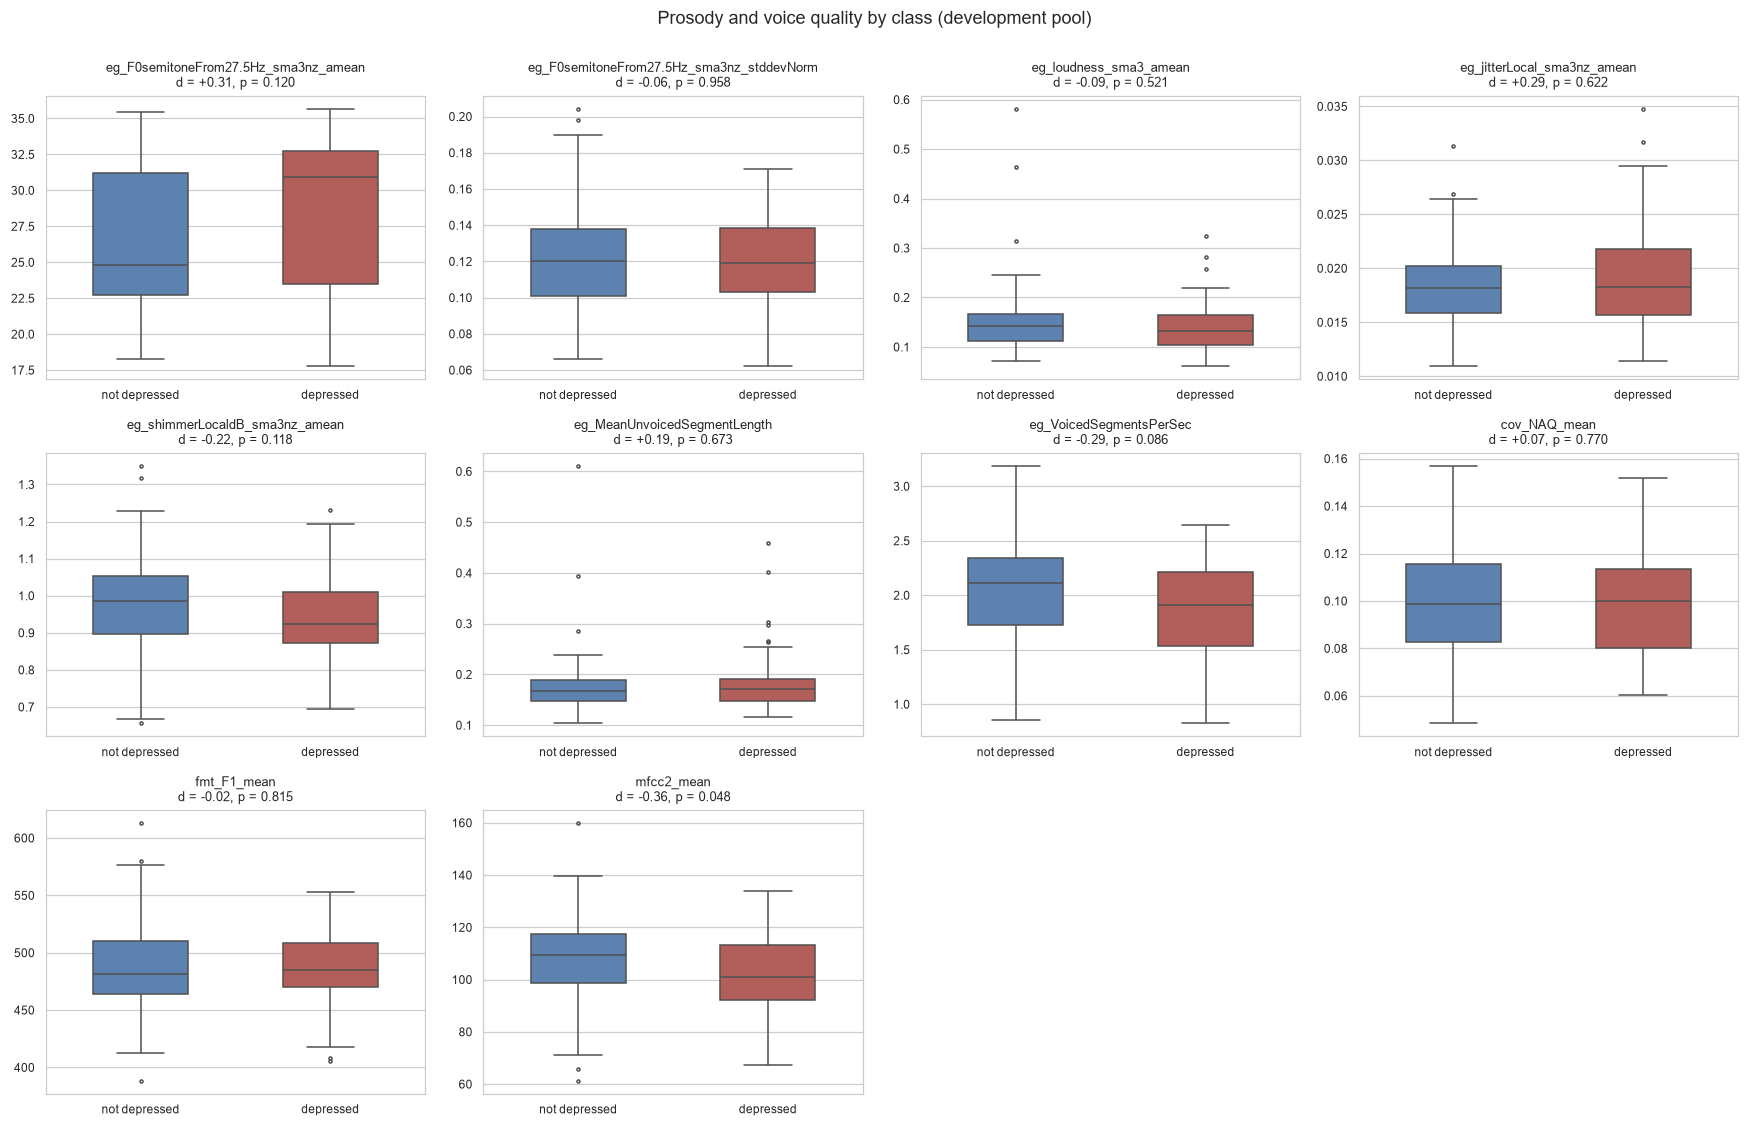 Prosody and voice quality by class (development pool)
eg_F0semitoneFrom27.5Hz_sma3nz_amean
d = +0.31, p = 0.120
35.0
32.5
30.0
27.5
25.0
22.5
20.0
17.5
not depressed
depressed
eg_F0semitoneFrom27.5Hz_sma3nz_stddevNorm
d = -0.06, p = 0.958
0.20
0.18
0.16
0.14
0.12
0.10
0.08
0.06
not depressed
depressed
eg_loudness_sma3_amean
d = -0.09, p = 0.521
0.6
0.5
0.4
0.3
0.2
0.1
not depressed
depressed
eg_jitterLocal_sma3nz_amean
d = +0.29, p = 0.622
0.035
0.030
0.025
0.020
0.015
0.010
not depressed
depressed
eg_shimmerLocaldB_sma3nz_amean
d = -0.22, p = 0.118
1.3
1.2
1.1
1.0
0.9
0.8
0.7
not depressed
depressed
eg_MeanUnvoicedSegmentLength
d = +0.19, p = 0.673
0.6
0.5
0.4
0.3
0.2
0.1
not depressed
depressed
eg_VoicedSegmentsPerSec
d = -0.29, p = 0.086
3.0
2.5
2.0
1.5
1.0
not depressed
depressed
cov_NAQ_mean
d = +0.07, p = 0.770
0.16
0.14
0.12
0.10
0.08
0.06
not depressed
depressed
fmt_F1_mean
d = -0.02, p = 0.815
600
550
500
450
400
not depressed
depressed
mfcc2_mean
d = -0.36, p = 0.048
160
140
120
100
80
60
not depressed
depressed